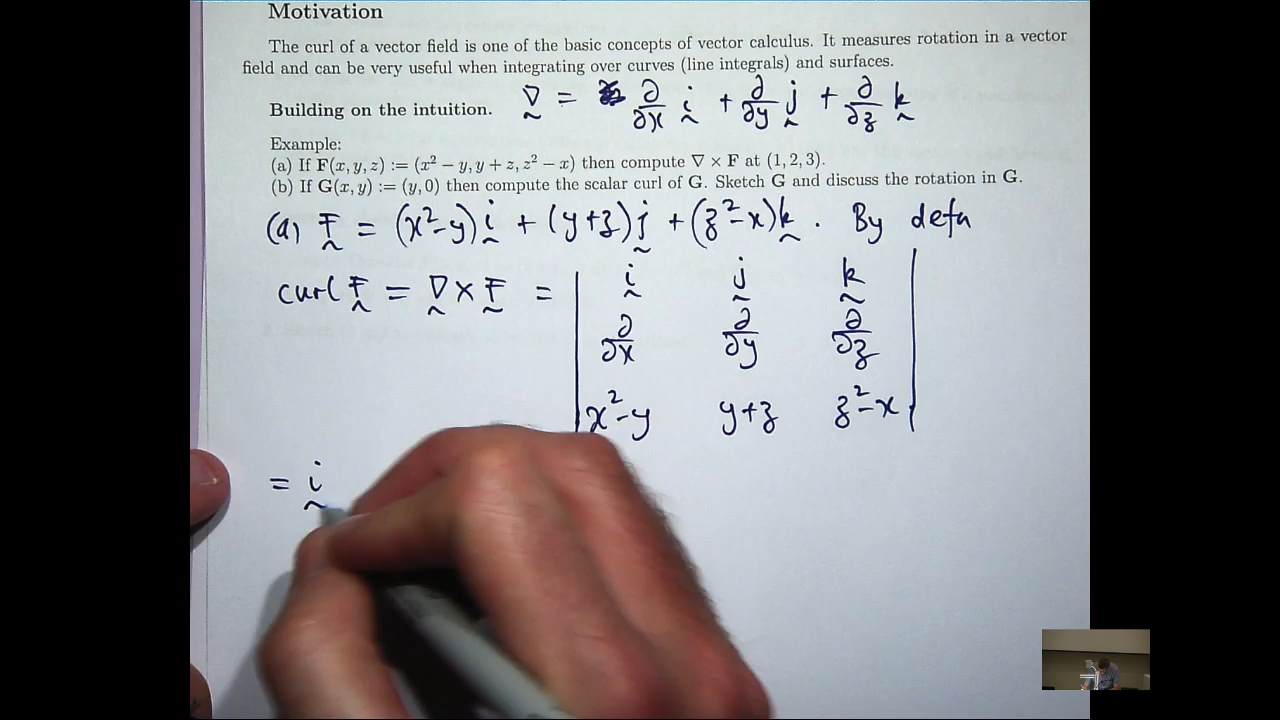 Motivation
The curl of a vector field is one of the basic concepts of vector calculus. It measures rotation in a vector
field and can be very useful when integrating over curves (line integrals) and surfaces.
Building on the intuition. ∇ = ∂/∂x i + ∂/∂y j + ∂/∂z k
Example:
(a) If F(x, y, z) := (x² − y, y + z, z² − x) then compute ∇ × F at (1, 2, 3).
(b) If G(x, y) := (y, 0) then compute the scalar curl of G. Sketch G and discuss the rotation in G.
(a) F = (x²−y)i + (y+z)j + (z²−x)k . By defn
curl F = ∇ × F = | i j k |
∂/∂x ∂/∂y ∂/∂z
x²−y y+z z²−x
= i